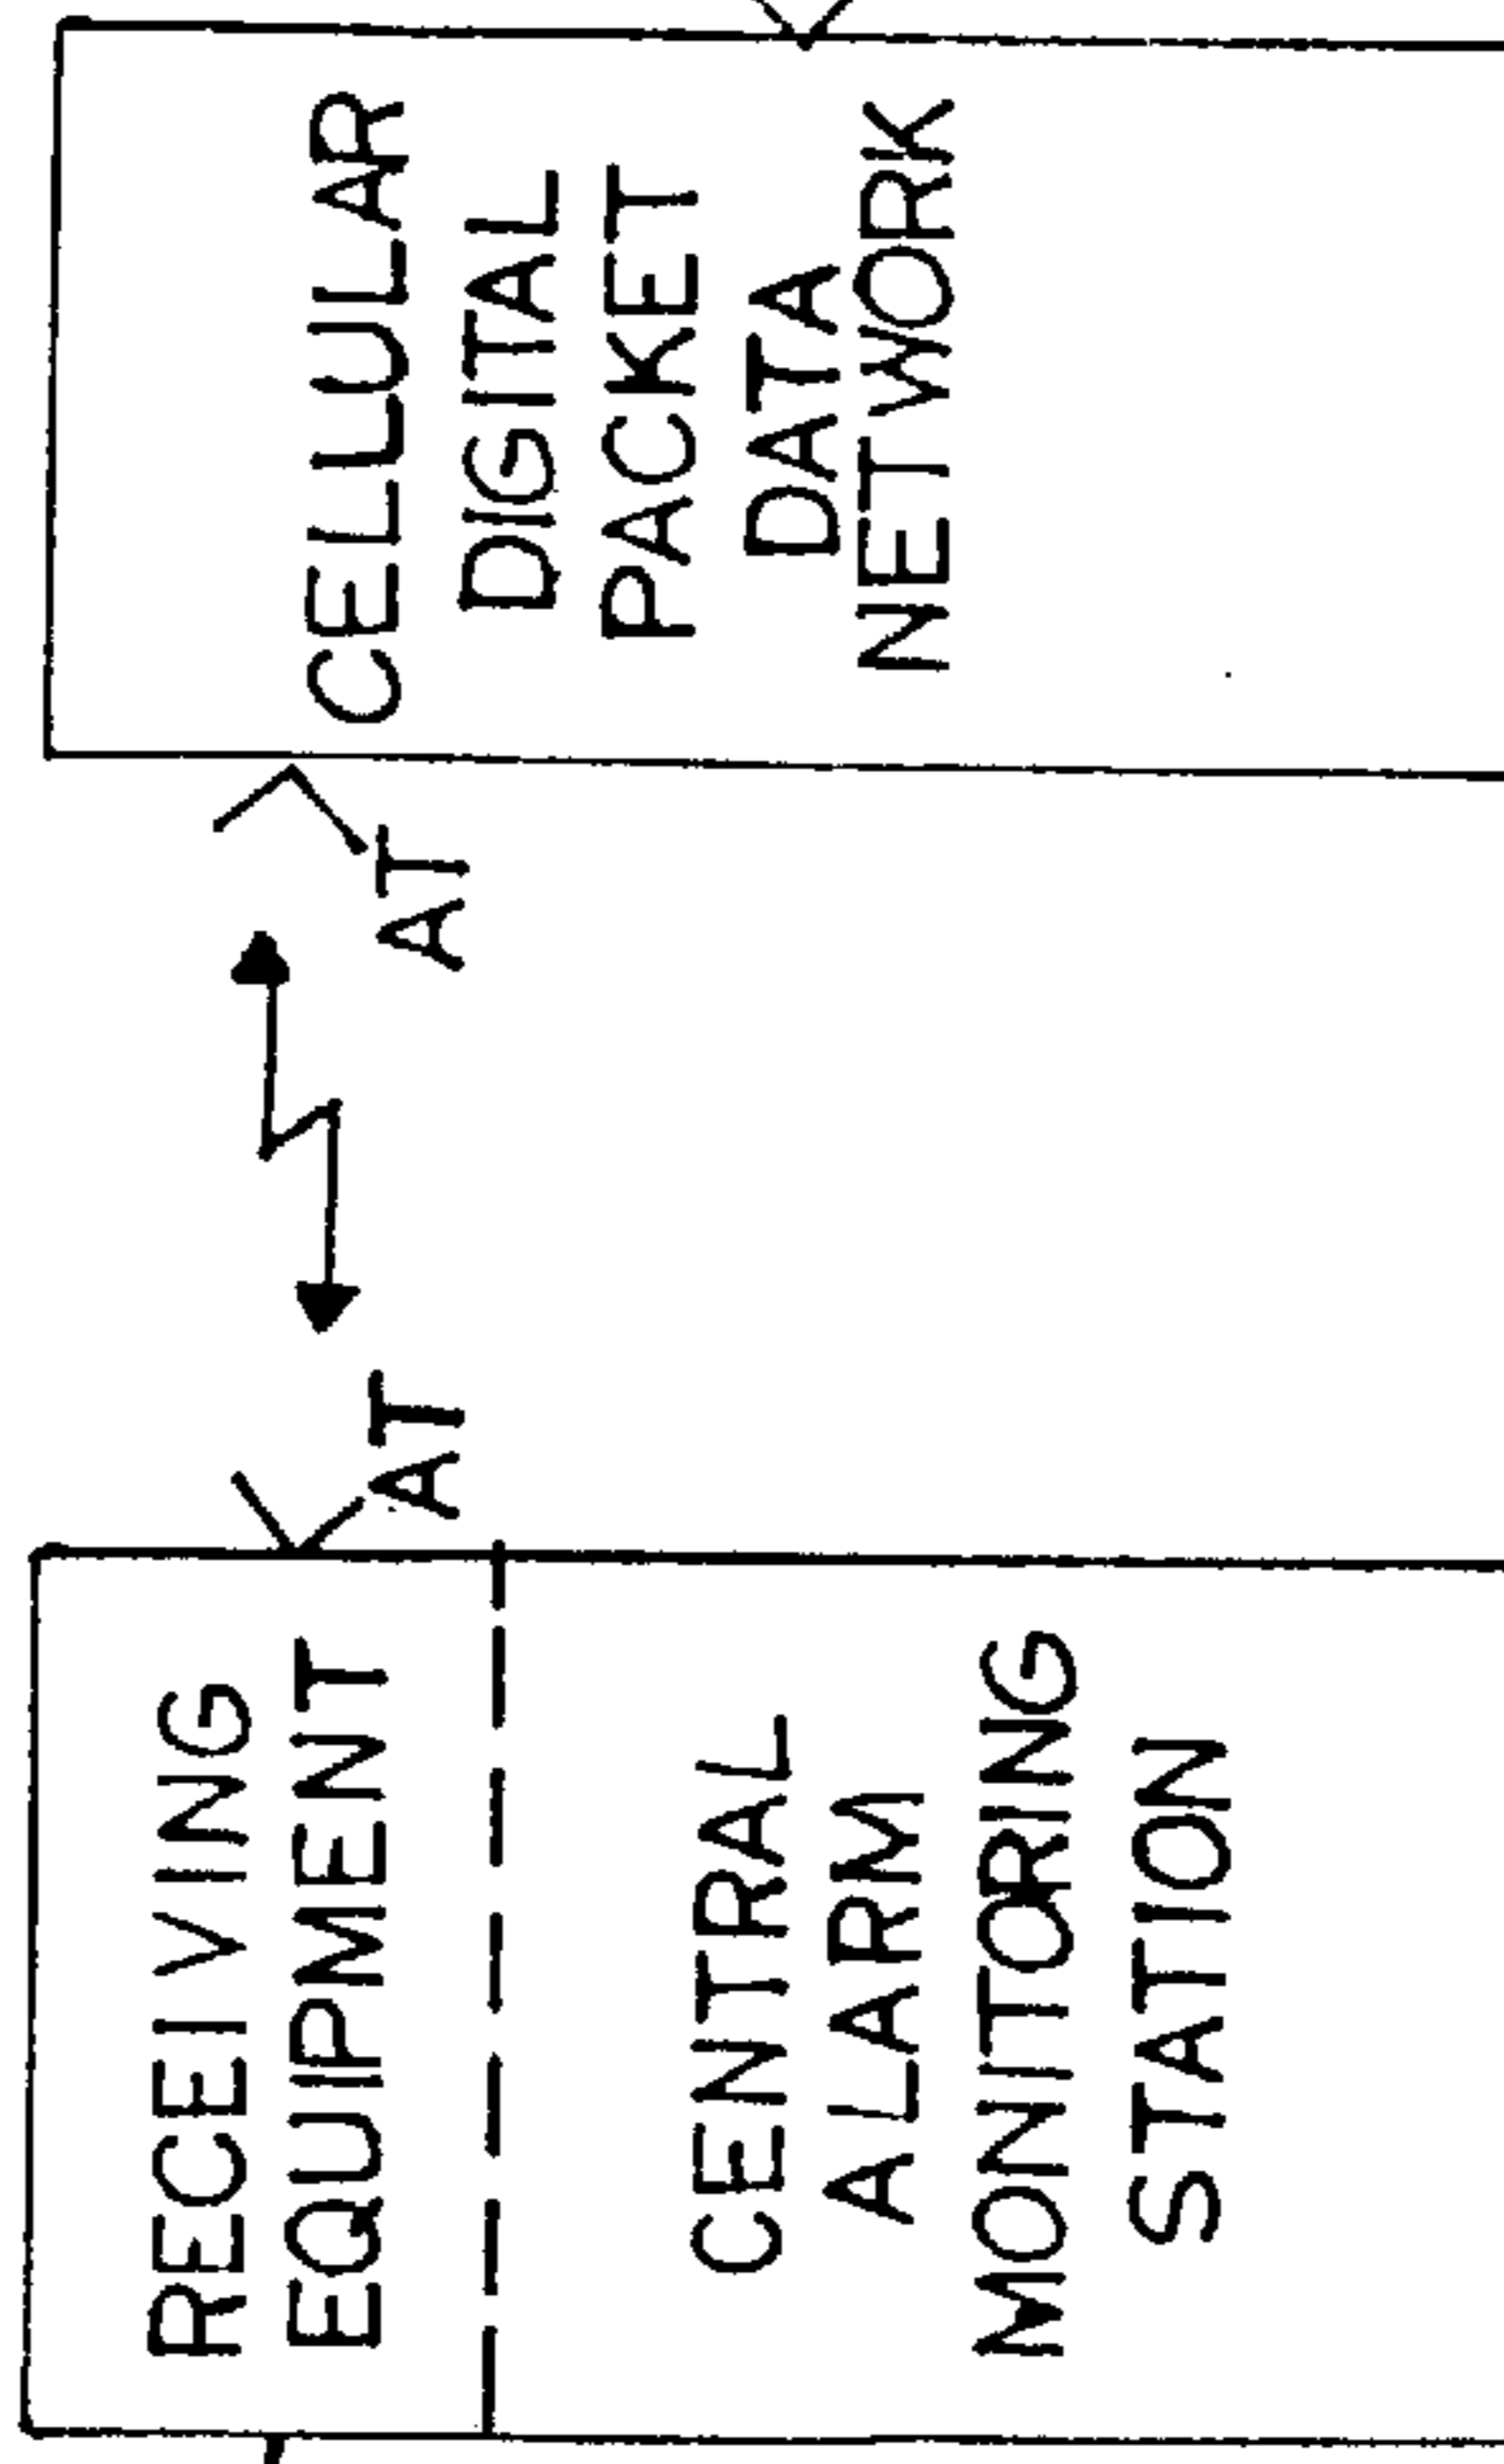 RECEIVING
EQUIPMENT
CENTRAL
ALARM
MONITORING
STATION
AT
AT
CELLULAR
DIGITAL
PACKET
DATA
NETWORK